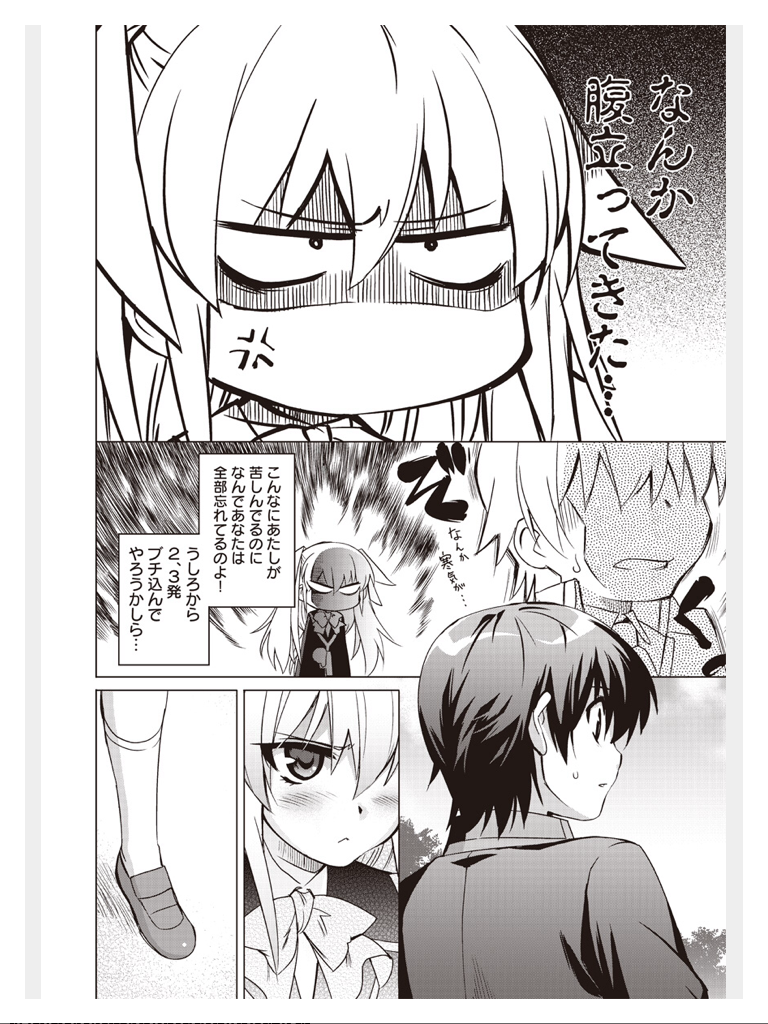 なんか
腹立ってきた…
ぞ
くっ
なんか
寒気が…
こんなにあたしが
苦しんでるのに
なんであなたは
全部忘れてるのよ!
うしろから
2、3発
ブチ込んで
やろうかしら…